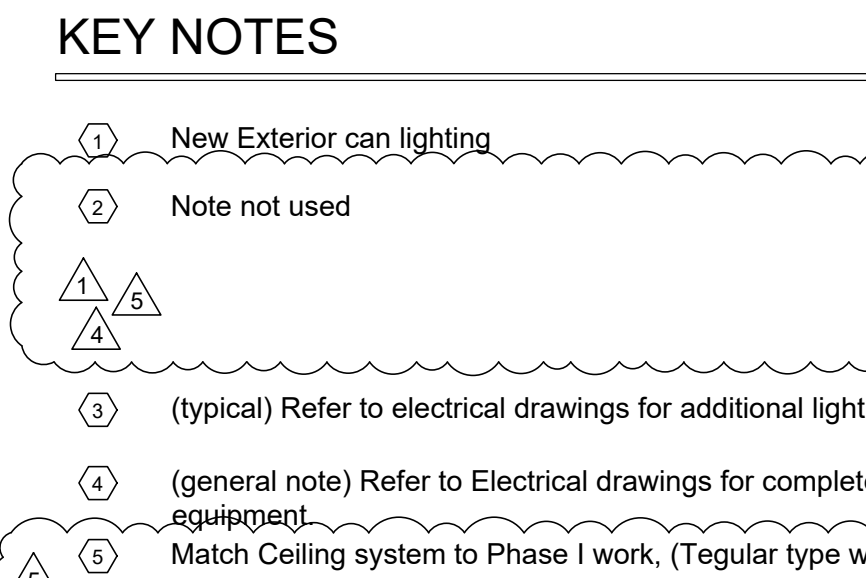 KEY NOTES
1 New Exterior can lighting
2 Note not used
1
5
4
3 (typical) Refer to electrical drawings for additional light
4 (general note) Refer to Electrical drawings for complete
equipment.
5 Match Ceiling system to Phase I work, (Tegular type w
5